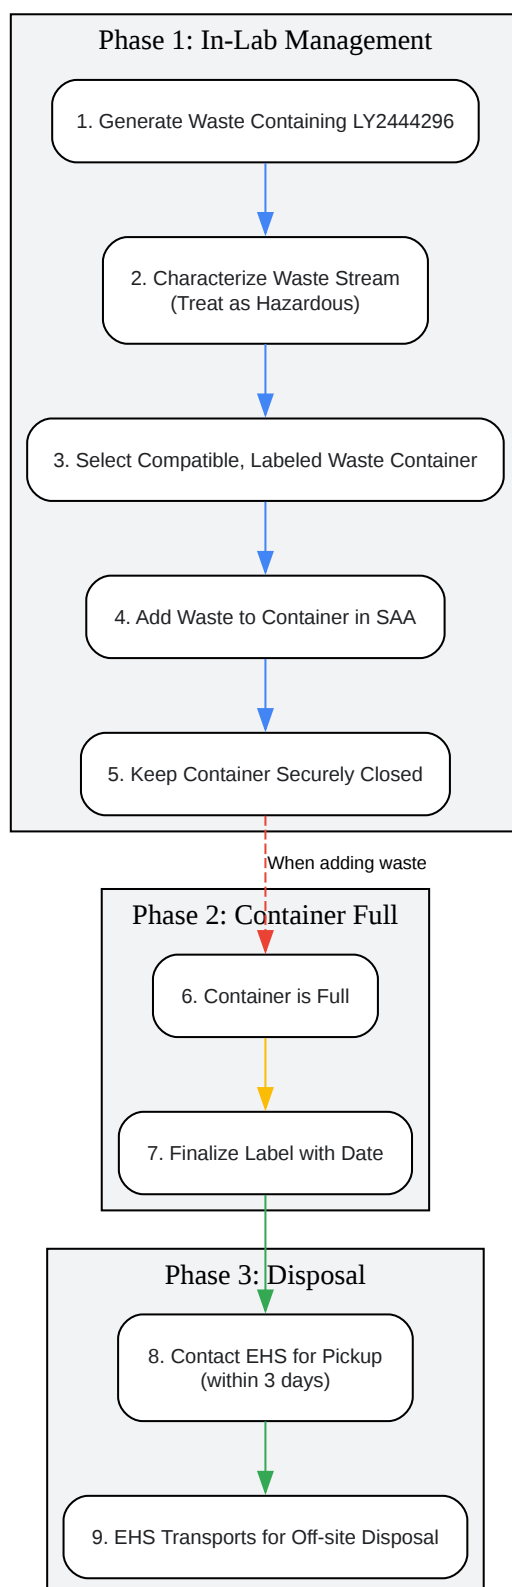 Phase 1: In-Lab Management
1. Generate Waste Containing LY2444296
2. Characterize Waste Stream
(Treat as Hazardous)
3. Select Compatible, Labeled Waste Container
4. Add Waste to Container in SAA
5. Keep Container Securely Closed
When adding waste
Phase 2: Container Full
6. Container is Full
7. Finalize Label with Date
Phase 3: Disposal
8. Contact EHS for Pickup
(within 3 days)
9. EHS Transports for Off-site Disposal